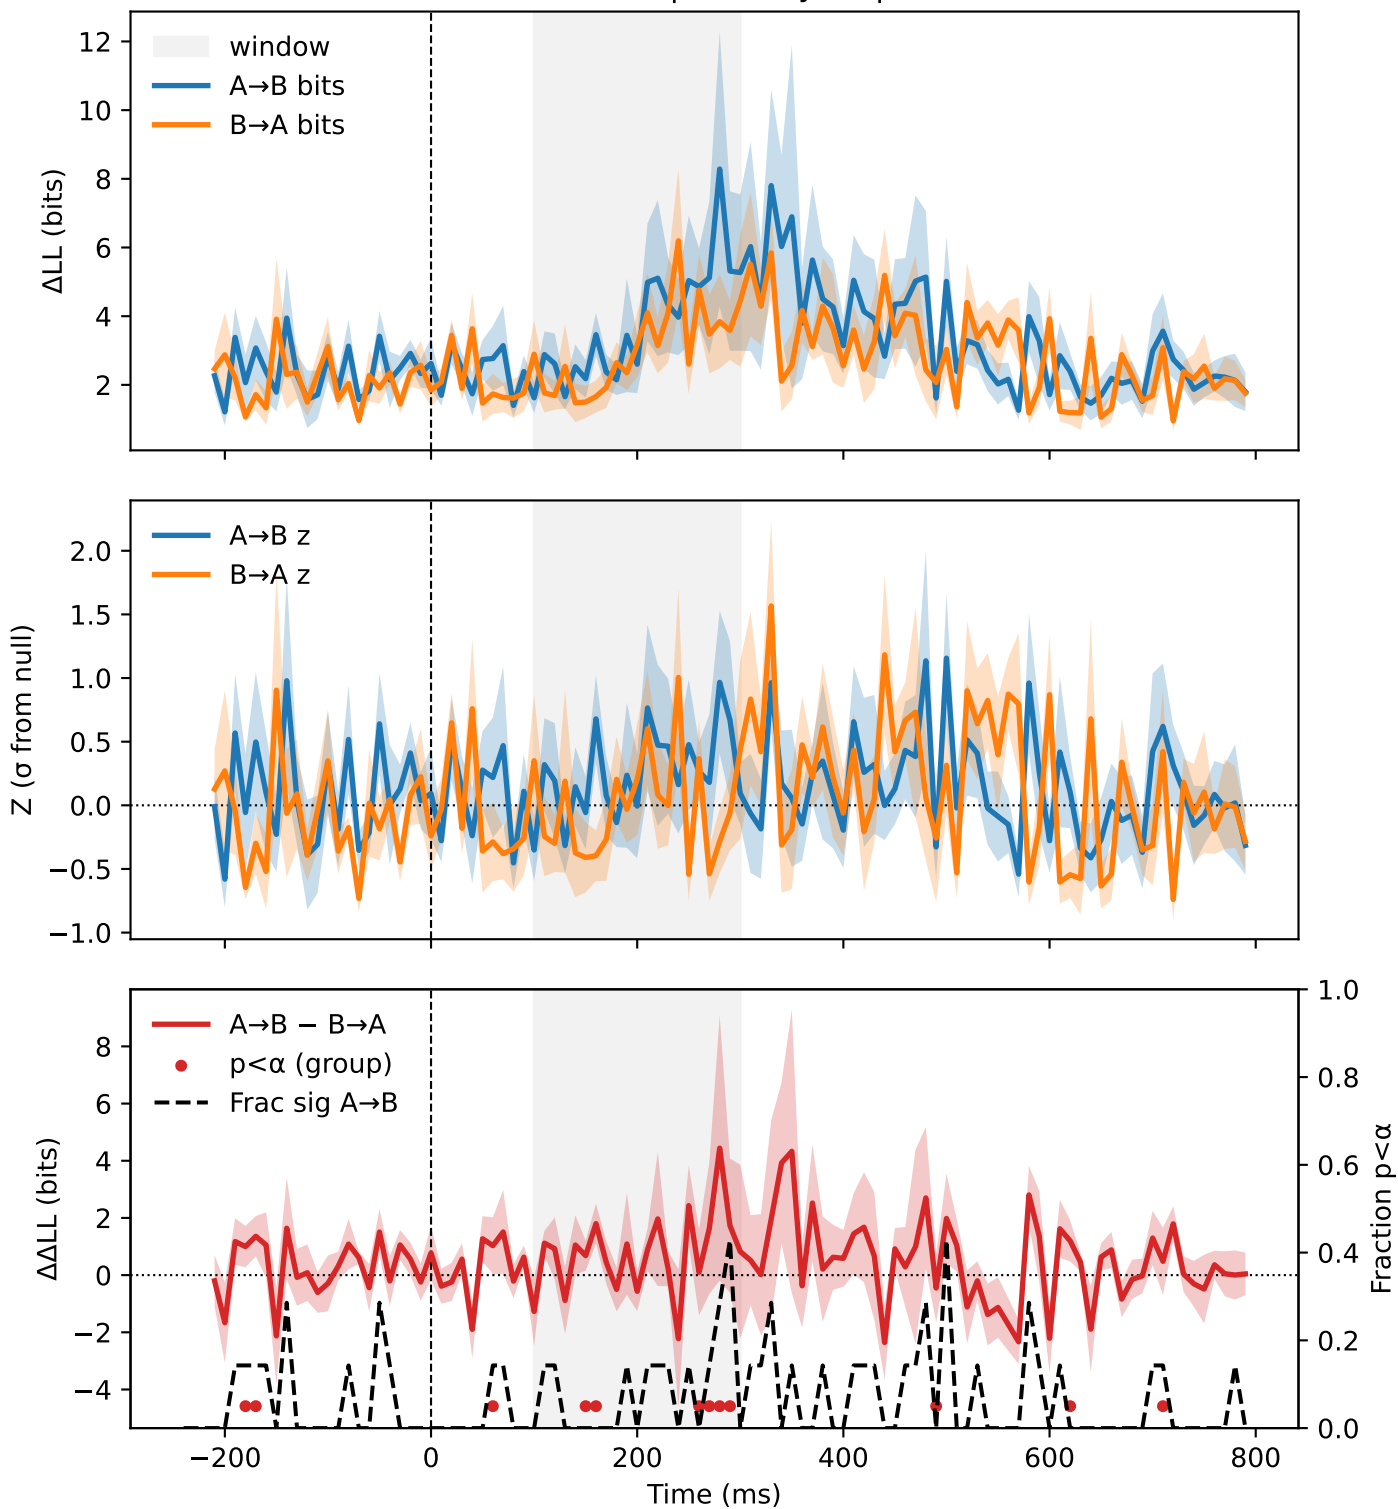 12
10
8
6
4
2
ΔLL (bits)
window
A→B bits
B→A bits
2.0
1.5
1.0
0.5
0.0
−0.5
−1.0
Z (σ from null)
A→B z
B→A z
8
6
4
2
0
−2
−4
ΔΔLL (bits)
A→B − B→A
p<α (group)
Frac sig A→B
1.0
0.8
0.6
0.4
0.2
0.0
Fraction p<α
−200
0
200
400
600
800
Time (ms)